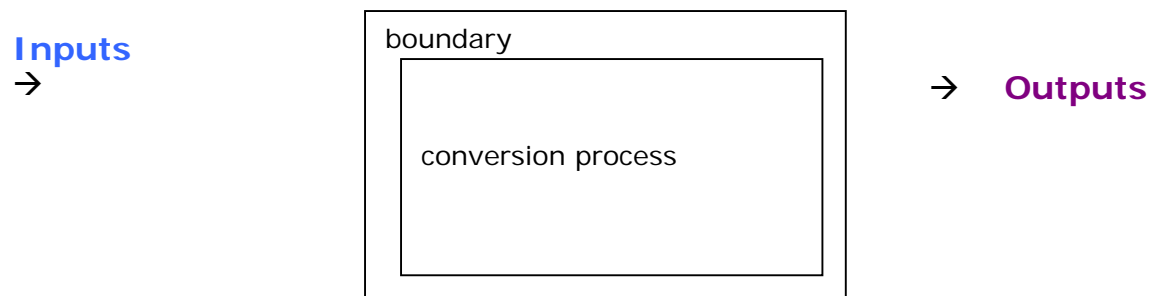 boundary
Inputs
→
→ Outputs
conversion process